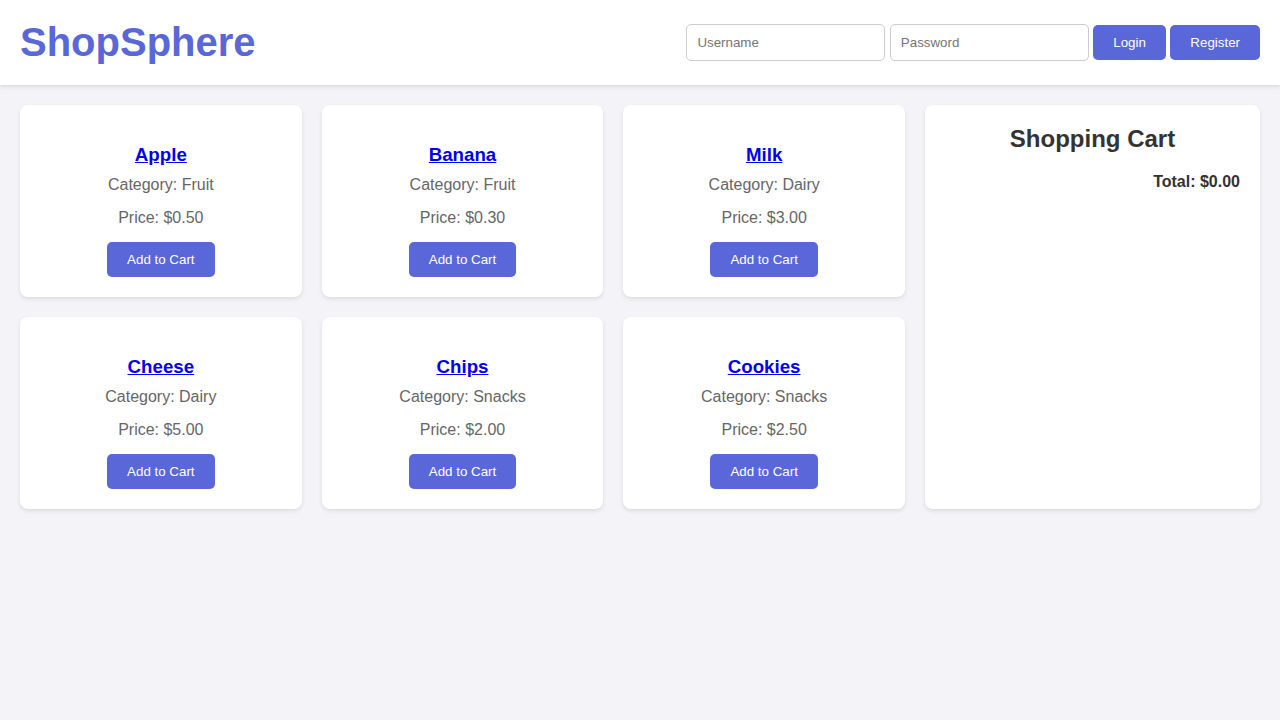 ShopSphere
Username
Password
Login
Register
Apple
Category: Fruit
Price: $0.50
Add to Cart
Banana
Category: Fruit
Price: $0.30
Add to Cart
Milk
Category: Dairy
Price: $3.00
Add to Cart
Cheese
Category: Dairy
Price: $5.00
Add to Cart
Chips
Category: Snacks
Price: $2.00
Add to Cart
Cookies
Category: Snacks
Price: $2.50
Add to Cart
Shopping Cart
Total: $0.00